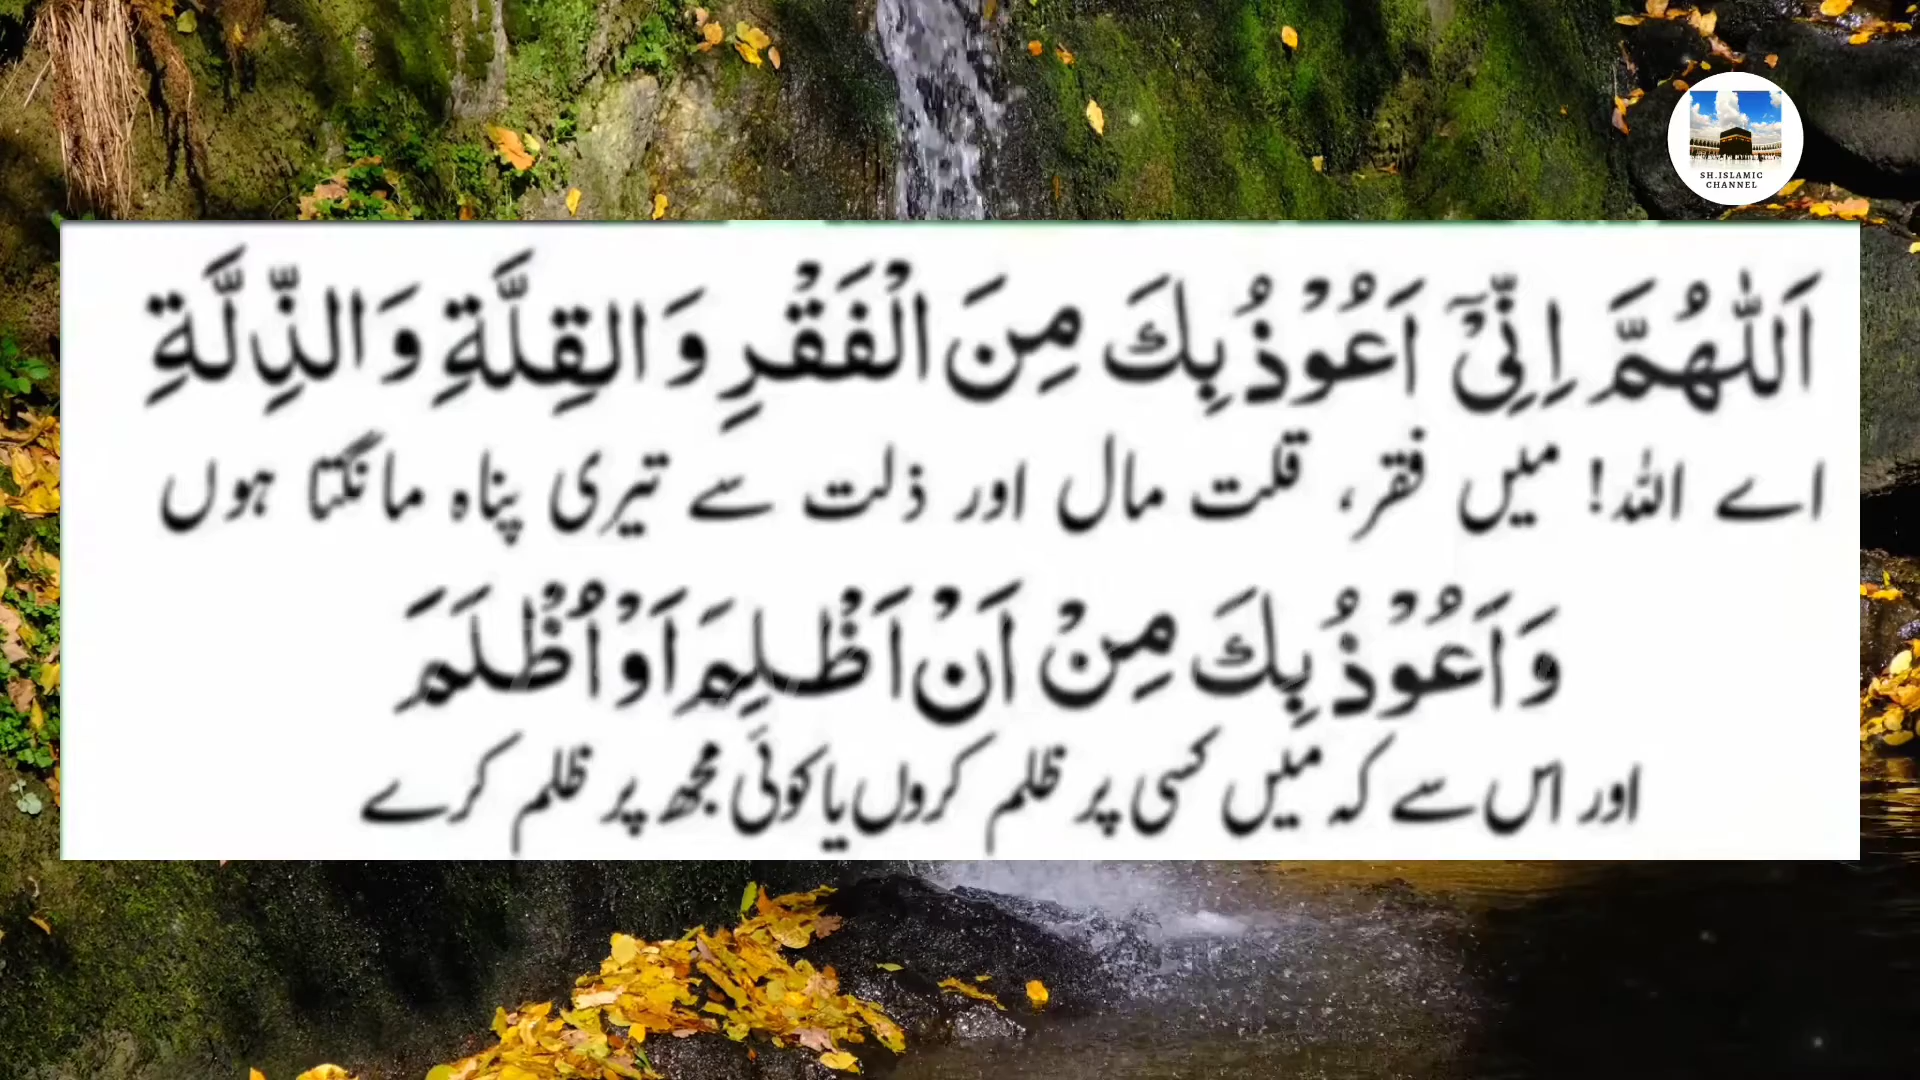 SH.ISLAMIC
CHANNEL
اَللّٰهُمَّ اِنِّیْٓ اَعُوْذُ بِكَ مِنَ الْفَقْرِ وَالقِلَّةِ وَالذِّلَّةِ
اے اللہ! میں فقر، قلت مال اور ذلت سے تیری پناہ مانگتا ہوں
وَاَعُوْذُ بِكَ مِنْ اَنْ اَظْلِمَ اَوْ اُظْلَمَ
اور اس سے کہ میں کسی پر ظلم کروں یا کوئی مجھ پر ظلم کرے